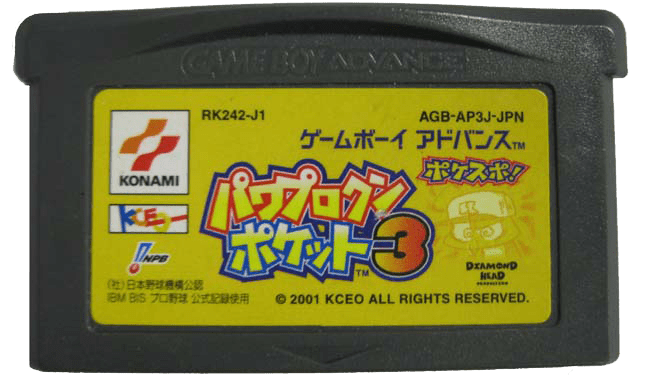 GAME BOY ADVANCE
RK242-J1
AGB-AP3J-JPN
ゲームボーイ アドバンス™
KONAMI
ポケスポ!
KCEO
パワプロクン
ポケット3™
NPB
DIAMOND
HEAD
(社)日本野球機構公認
IBM BIS プロ野球 公式記録使用
© 2001 KCEO ALL RIGHTS RESERVED.